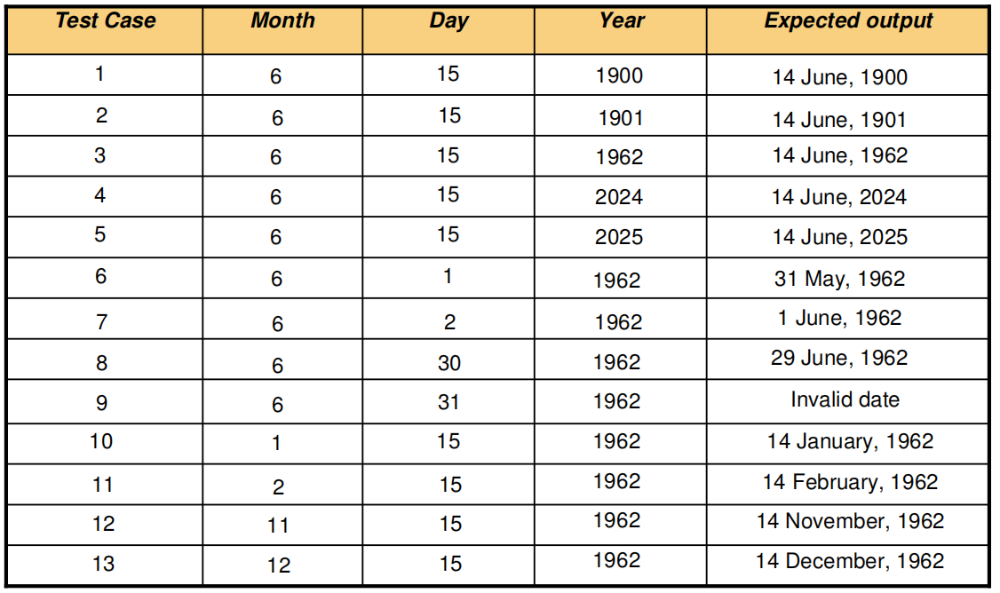 Test Case Month Day Year Expected output
1 6 15 1900 14 June, 1900
2 6 15 1901 14 June, 1901
3 6 15 1962 14 June, 1962
4 6 15 2024 14 June, 2024
5 6 15 2025 14 June, 2025
6 6 1 1962 31 May, 1962
7 6 2 1962 1 June, 1962
8 6 30 1962 29 June, 1962
9 6 31 1962 Invalid date
10 1 15 1962 14 January, 1962
11 2 15 1962 14 February, 1962
12 11 15 1962 14 November, 1962
13 12 15 1962 14 December, 1962